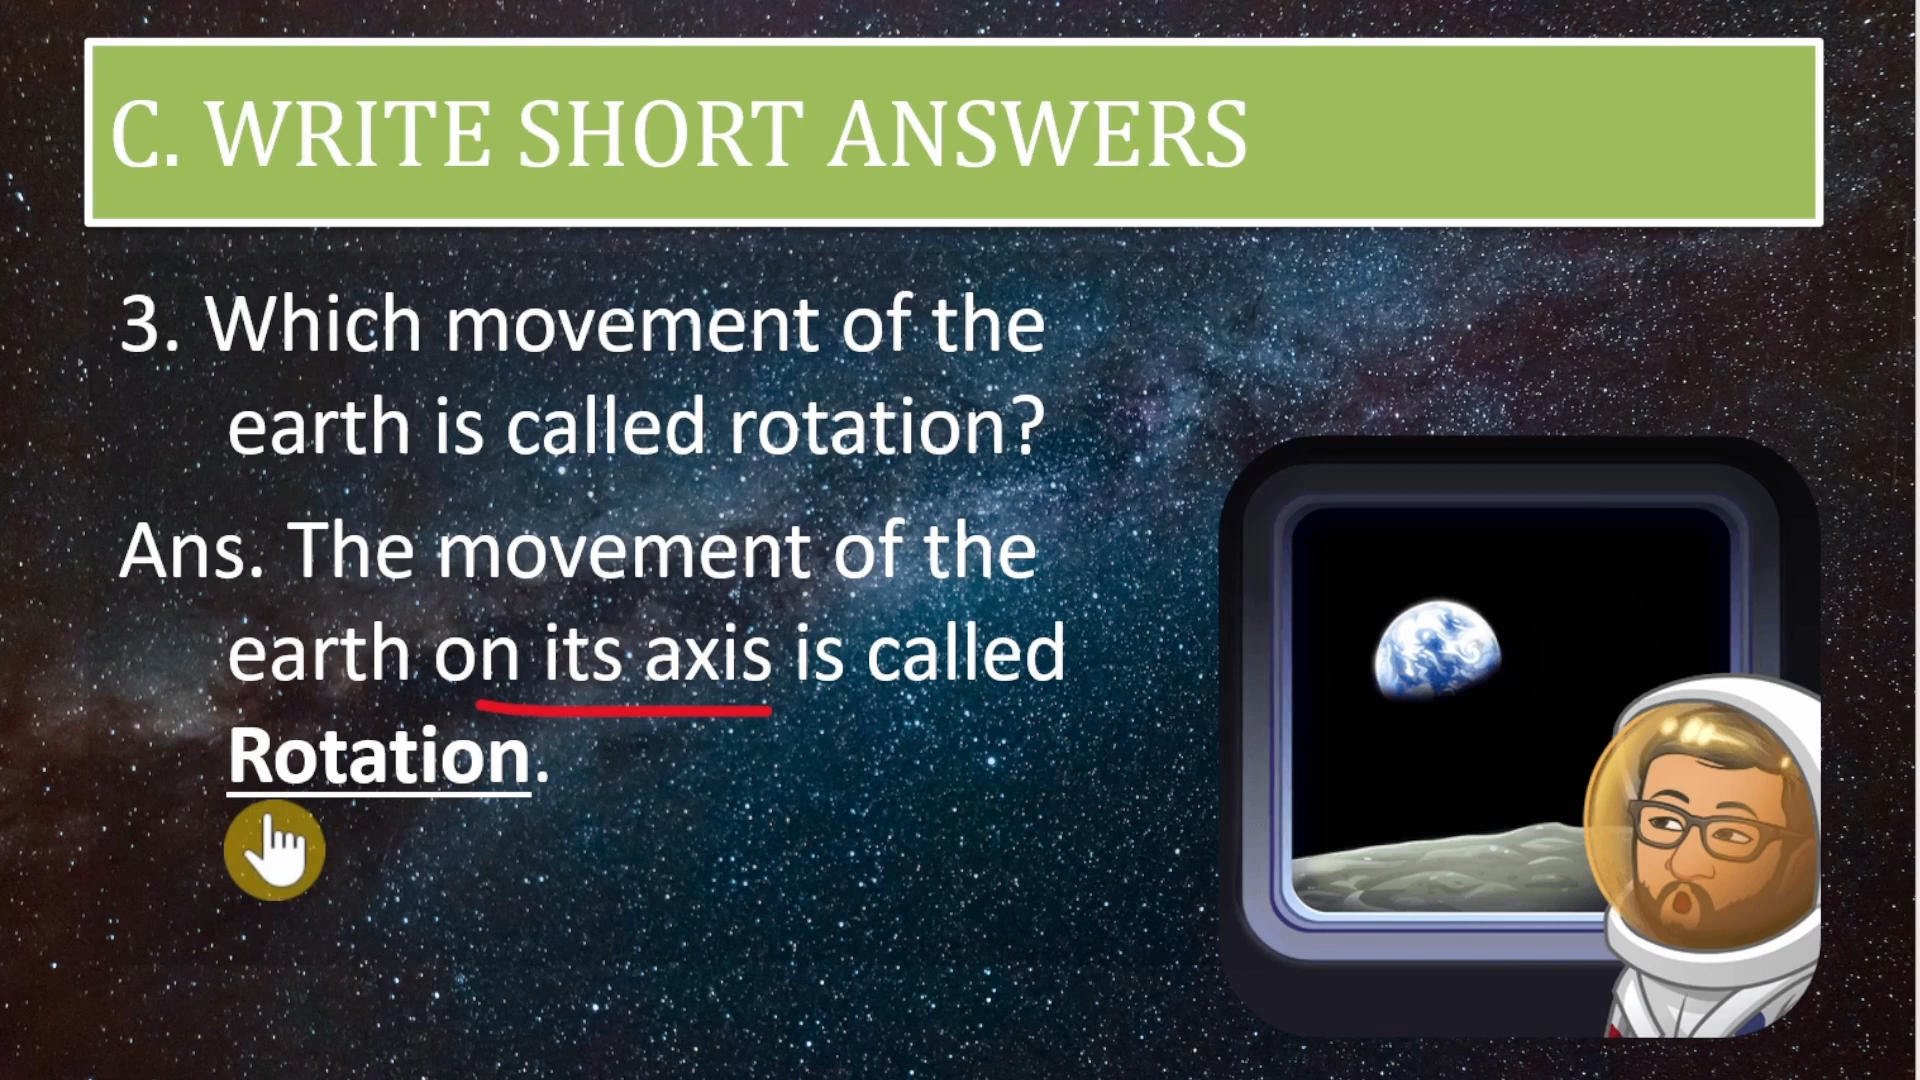 C. WRITE SHORT ANSWERS
3. Which movement of the
earth is called rotation?
Ans. The movement of the
earth on its axis is called
Rotation.